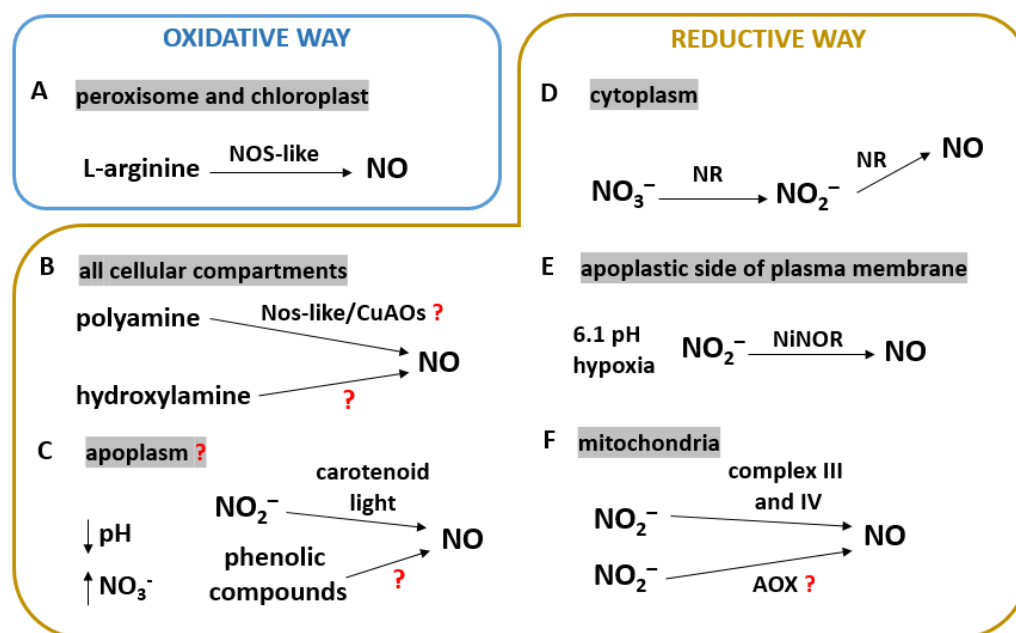 OXIDATIVE WAY
A peroxisome and chloroplast
NOS-like
L-arginine NO
REDUCTIVE WAY
D cytoplasm
NO
NR
NR
NO₃⁻ NO₂⁻
B all cellular compartments
polyamine Nos-like/CuAOs ?
NO
hydroxylamine
?
E apoplastic side of plasma membrane
6.1 pH
hypoxia
NO₂⁻ NiNOR NO
C apoplasm ?
carotenoid
light
NO₂⁻
pH
NO
phenolic
compounds
?
NO₃⁻
F mitochondria
complex III
and IV
NO₂⁻
NO
NO₂⁻
AOX ?